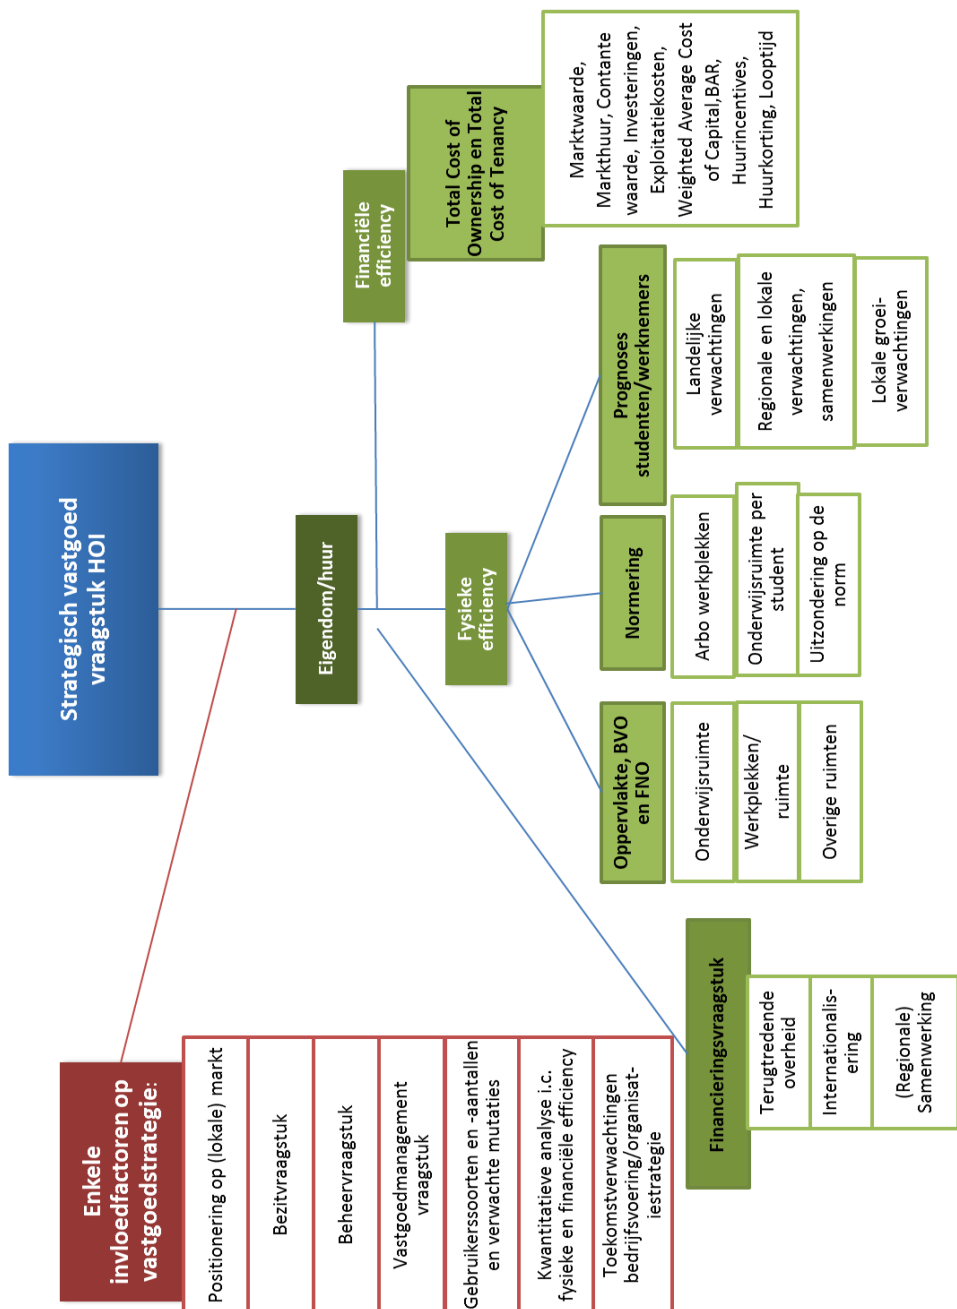 Strategisch vastgoed
vraagstuk HOI
Enkele
invloedfactoren op
vastgoedstrategie:
Positionering op (lokale) markt
Bezitvraagstuk
Beheervraagstuk
Vastgoedmanagement
vraagstuk
Gebruikerssoorten en -aantallen
en verwachte mutaties
Kwantitatieve analyse i.c.
fysieke en financiële efficiency
Toekomstverwachtingen
bedrijfsvoering/organisat-
iestrategie
Eigendom/huur
Financiële
efficiency
Total Cost of
Ownership en Total
Cost of Tenancy
Marktwaarde,
Markthuur, Contante
waarde, Investeringen,
Exploitatiekosten,
Weighted Average Cost
of Capital,BAR,
Huurincentives,
Huurkorting, Looptijd
Fysieke
efficiency
Oppervlakte, BVO
en FNO
Onderwijsruimte
Werkplekken/
ruimte
Overige ruimten
Normering
Arbo werkplekken
Onderwijsruimte per
student
Uitzondering op de
norm
Prognoses
studenten/werknemers
Landelijke
verwachtingen
Regionale en lokale
verwachtingen,
samenwerkingen
Lokale groei-
verwachtingen
Financieringsvraagstuk
Terugtredende
overheid
Internationalis-
ering
(Regionale)
Samenwerking